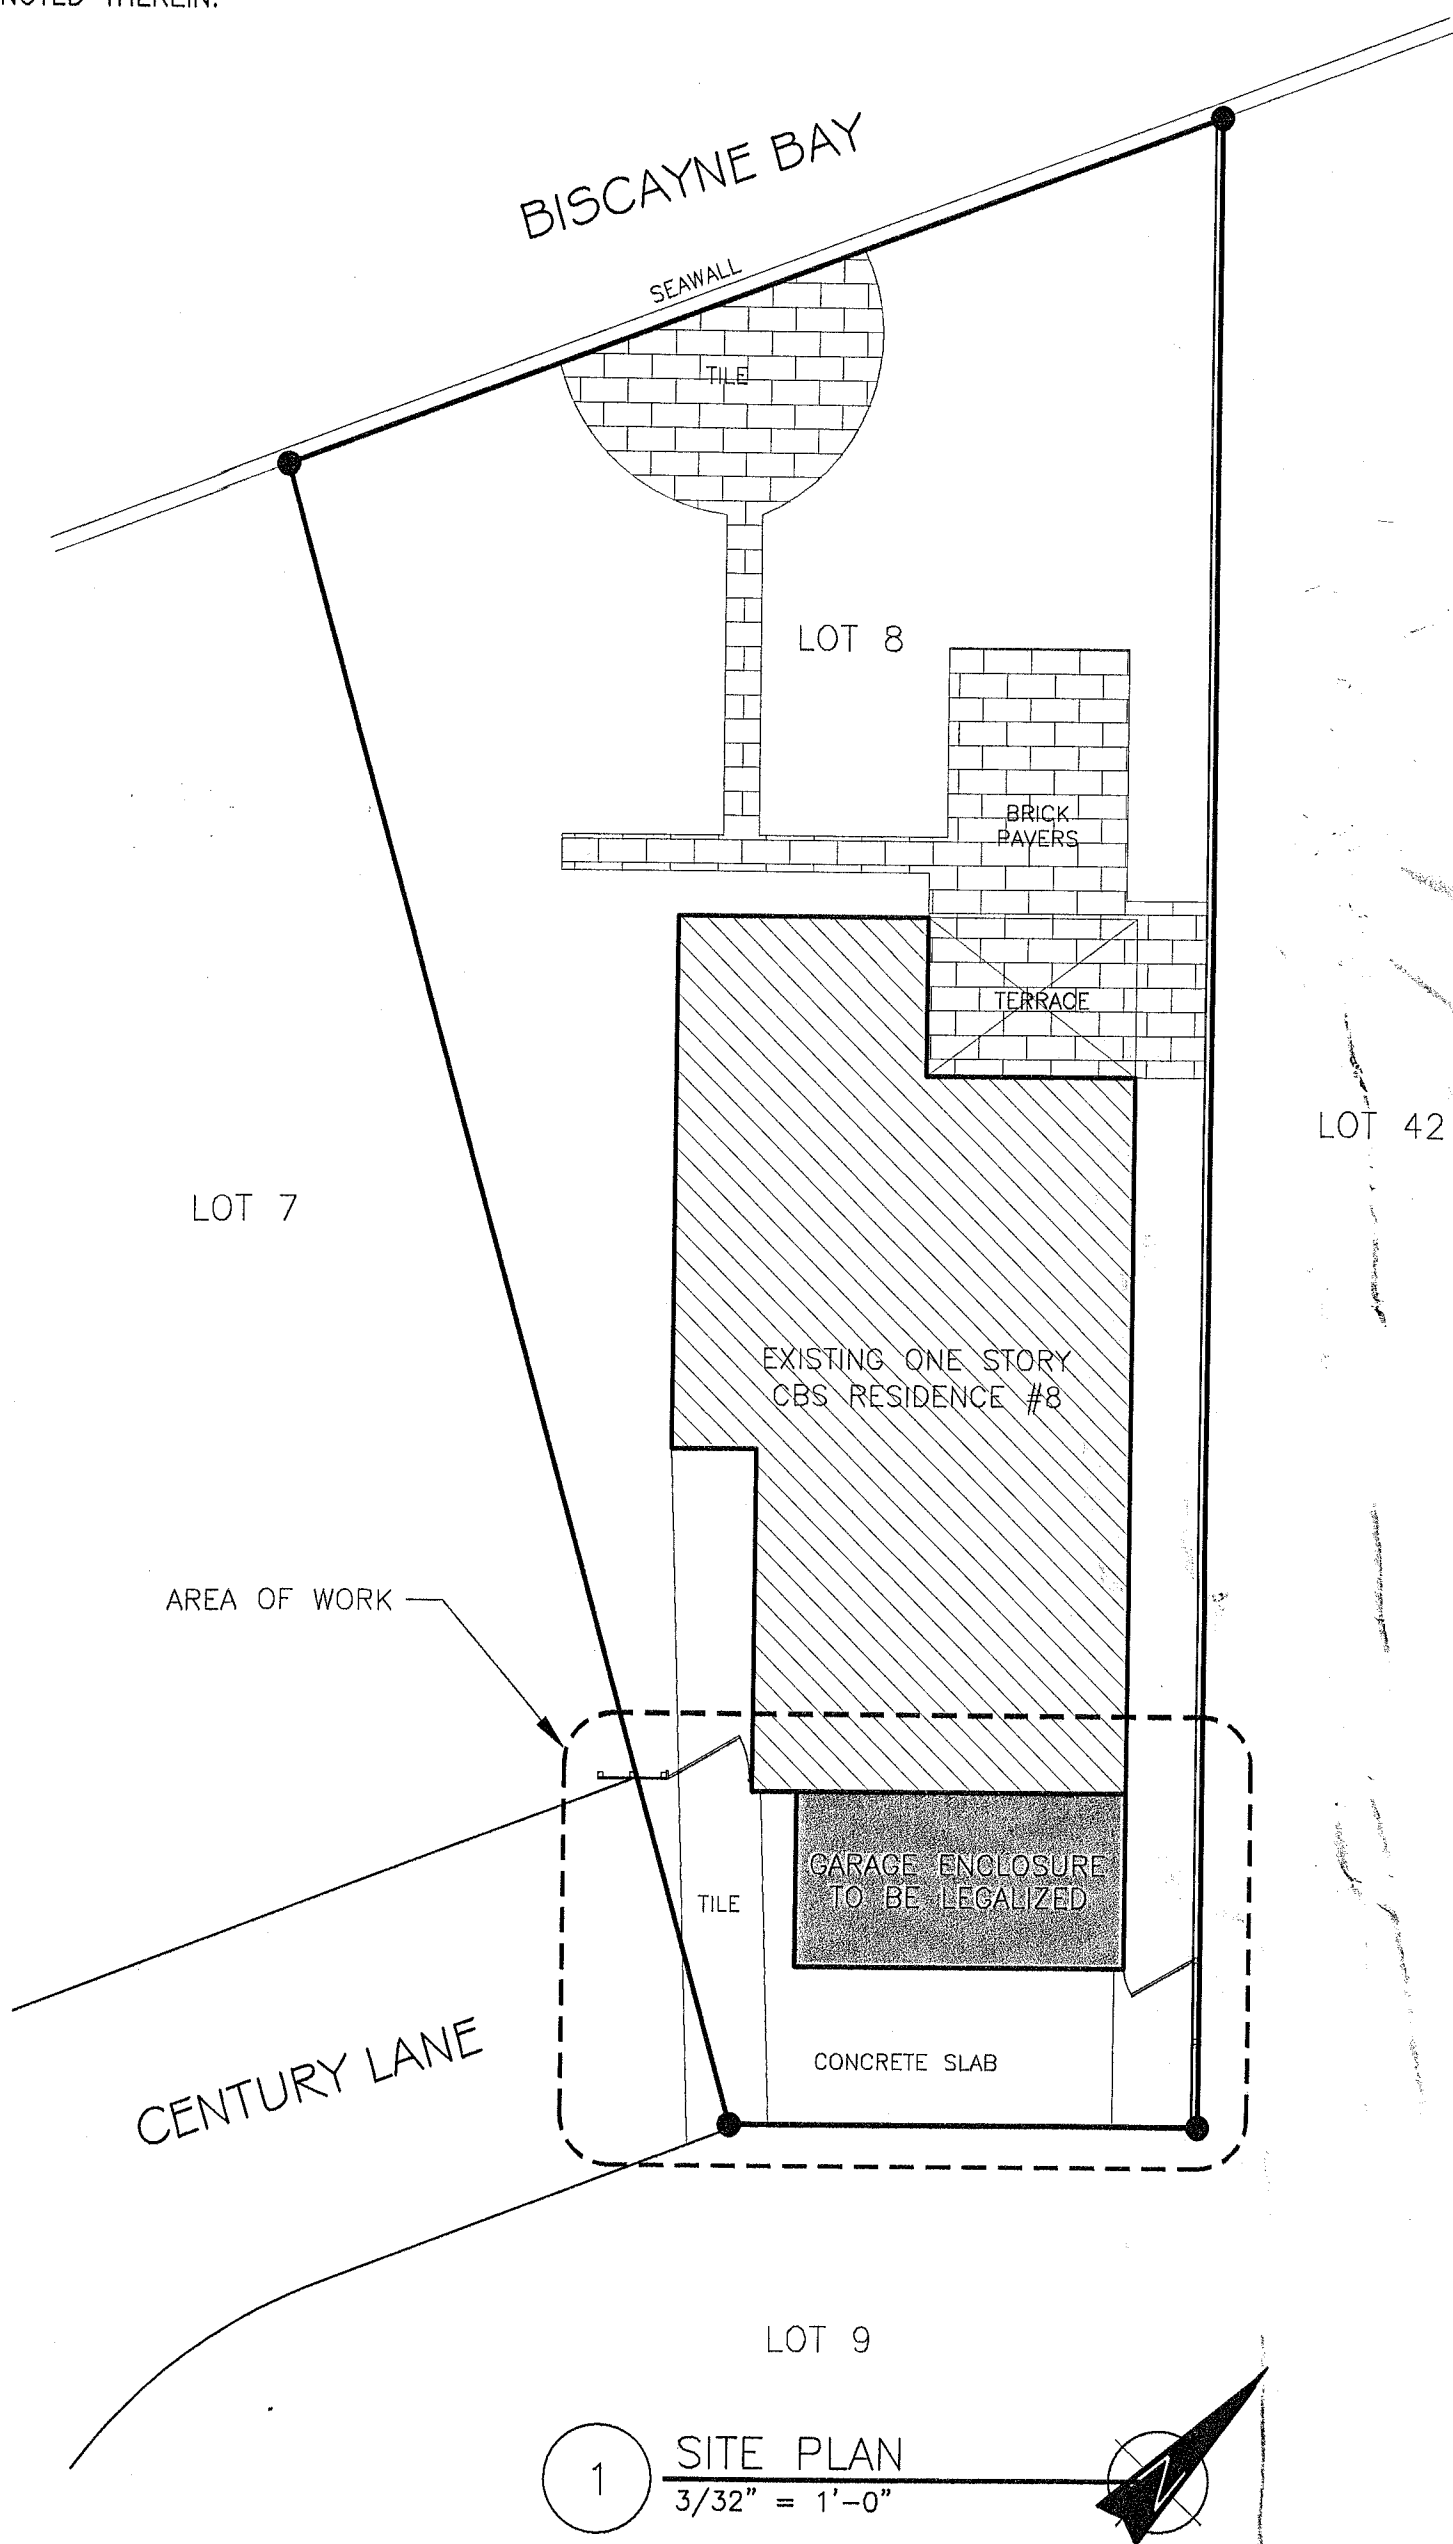 NOTED THEREIN.
BISCAYNE BAY
SEAWALL
TILE
LOT 8
BRICK
PAVERS
TERRACE
LOT 42
LOT 7
EXISTING ONE STORY
CBS RESIDENCE #8
AREA OF WORK
GARAGE ENCLOSURE
TO BE LEGALIZED
TILE
CONCRETE SLAB
CENTURY LANE
LOT 9
1
SITE PLAN
3/32" = 1'-0"
N